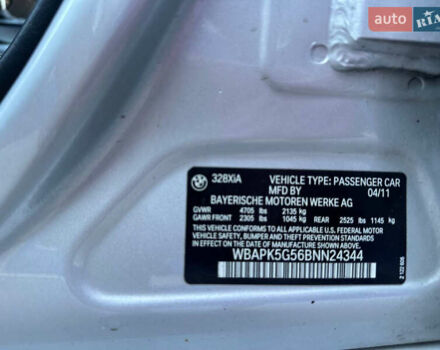 AUTO
RIA
328XiA VEHICLE TYPE: PASSENGER CAR
MFD BY 04/11
BAYERISCHE MOTOREN WERKE AG
GVWR 4705 lbs 2135 kg
GAWR FRONT 2305 lbs 1045 kg REAR 2525 lbs 1145 kg
THIS VEHICLE CONFORMS TO ALL APPLICABLE U.S. FEDERAL
MOTOR VEHICLE SAFETY, BUMPER, AND THEFT PREVENTION
STANDARDS IN EFFECT ON THE DATE OF MANUFACTURE SHOWN ABOVE
WBAPK5G56BNN24344